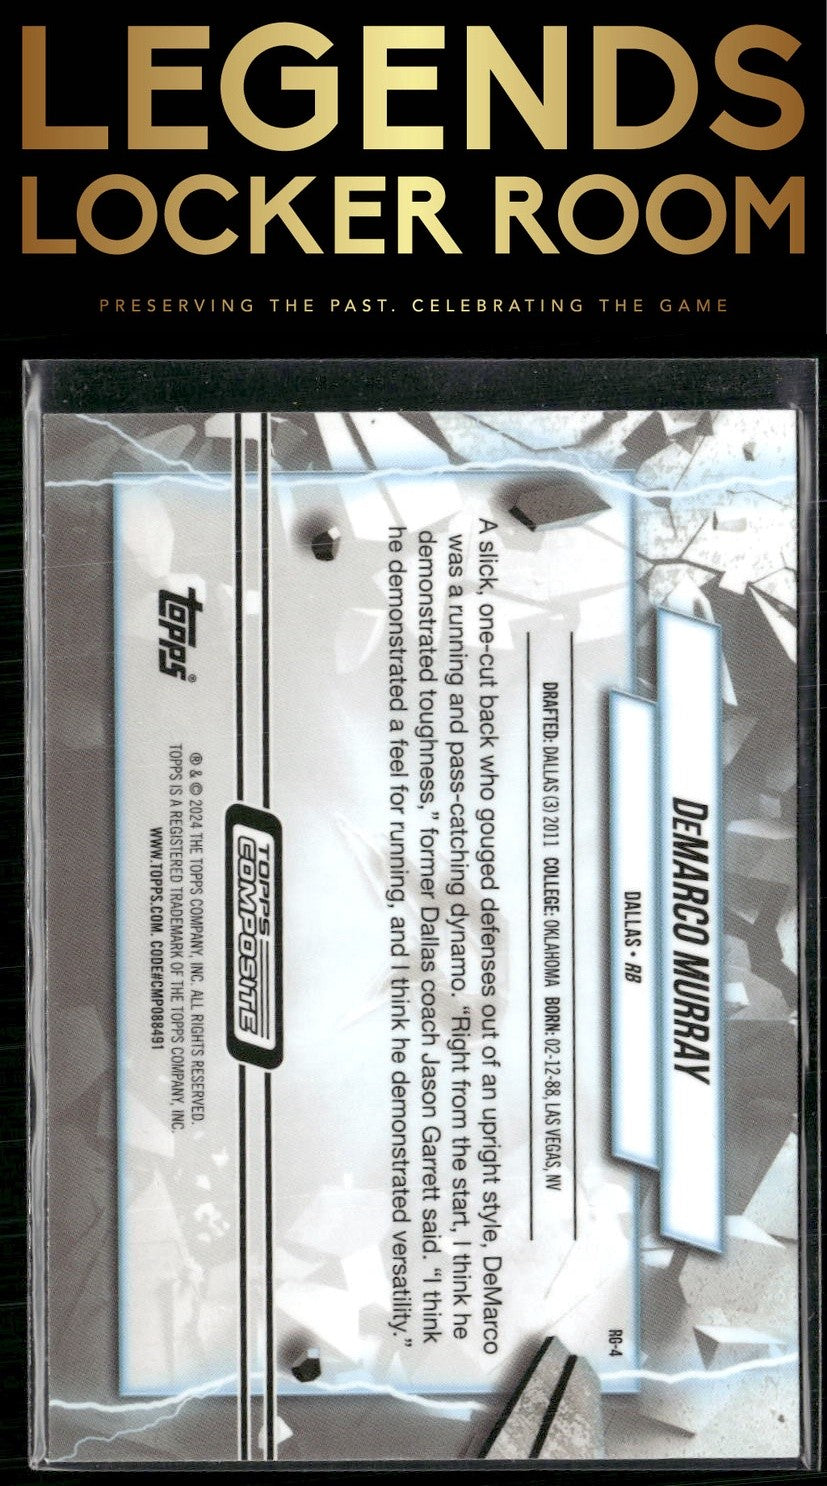 LEGENDS
LOCKER ROOM
PRESERVING THE PAST. CELEBRATING THE GAME
DeMARCO MURRAY
DALLAS • RB
RG-4
DRAFTED: DALLAS (3) 2011 COLLEGE: OKLAHOMA BORN: 02-12-88, LAS VEGAS, NV
A slick, one-cut back who gouged defenses out of an upright style, DeMarco
was a running and pass-catching dynamo. “Right from the start, I think he
demonstrated toughness,” former Dallas coach Jason Garrett said. “I think
he demonstrated a feel for running, and I think he demonstrated versatility.”
TOPPS
COMPOSITE
topps®
® & © 2024 THE TOPPS COMPANY, INC. ALL RIGHTS RESERVED.
TOPPS IS A REGISTERED TRADEMARK OF THE TOPPS COMPANY, INC.
WWW.TOPPS.COM. CODE#CMP088491